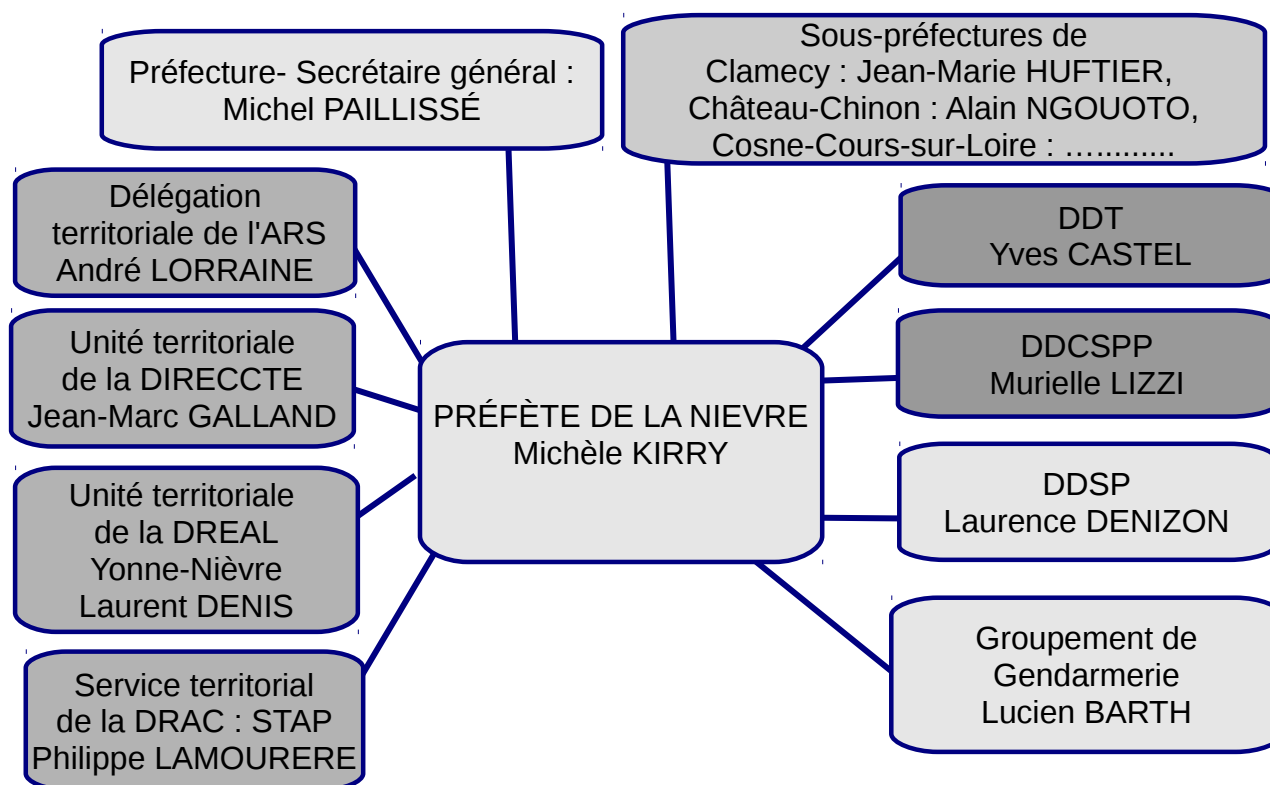 Préfecture- Secrétaire général :
Michel PAILLISSÉ
Sous-préfectures de
Clamecy : Jean-Marie HUFTIER,
Château-Chinon : Alain NGOUOTO,
Cosne-Cours-sur-Loire : ….........
Délégation
territoriale de l'ARS
André LORRAINE
Unité territoriale
de la DIRECCTE
Jean-Marc GALLAND
Unité territoriale
de la DREAL
Yonne-Nièvre
Laurent DENIS
Service territorial
de la DRAC : STAP
Philippe LAMOURERE
PRÉFÈTE DE LA NIEVRE
Michèle KIRRY
DDT
Yves CASTEL
DDCSPP
Murielle LIZZI
DDSP
Laurence DENIZON
Groupement de
Gendarmerie
Lucien BARTH